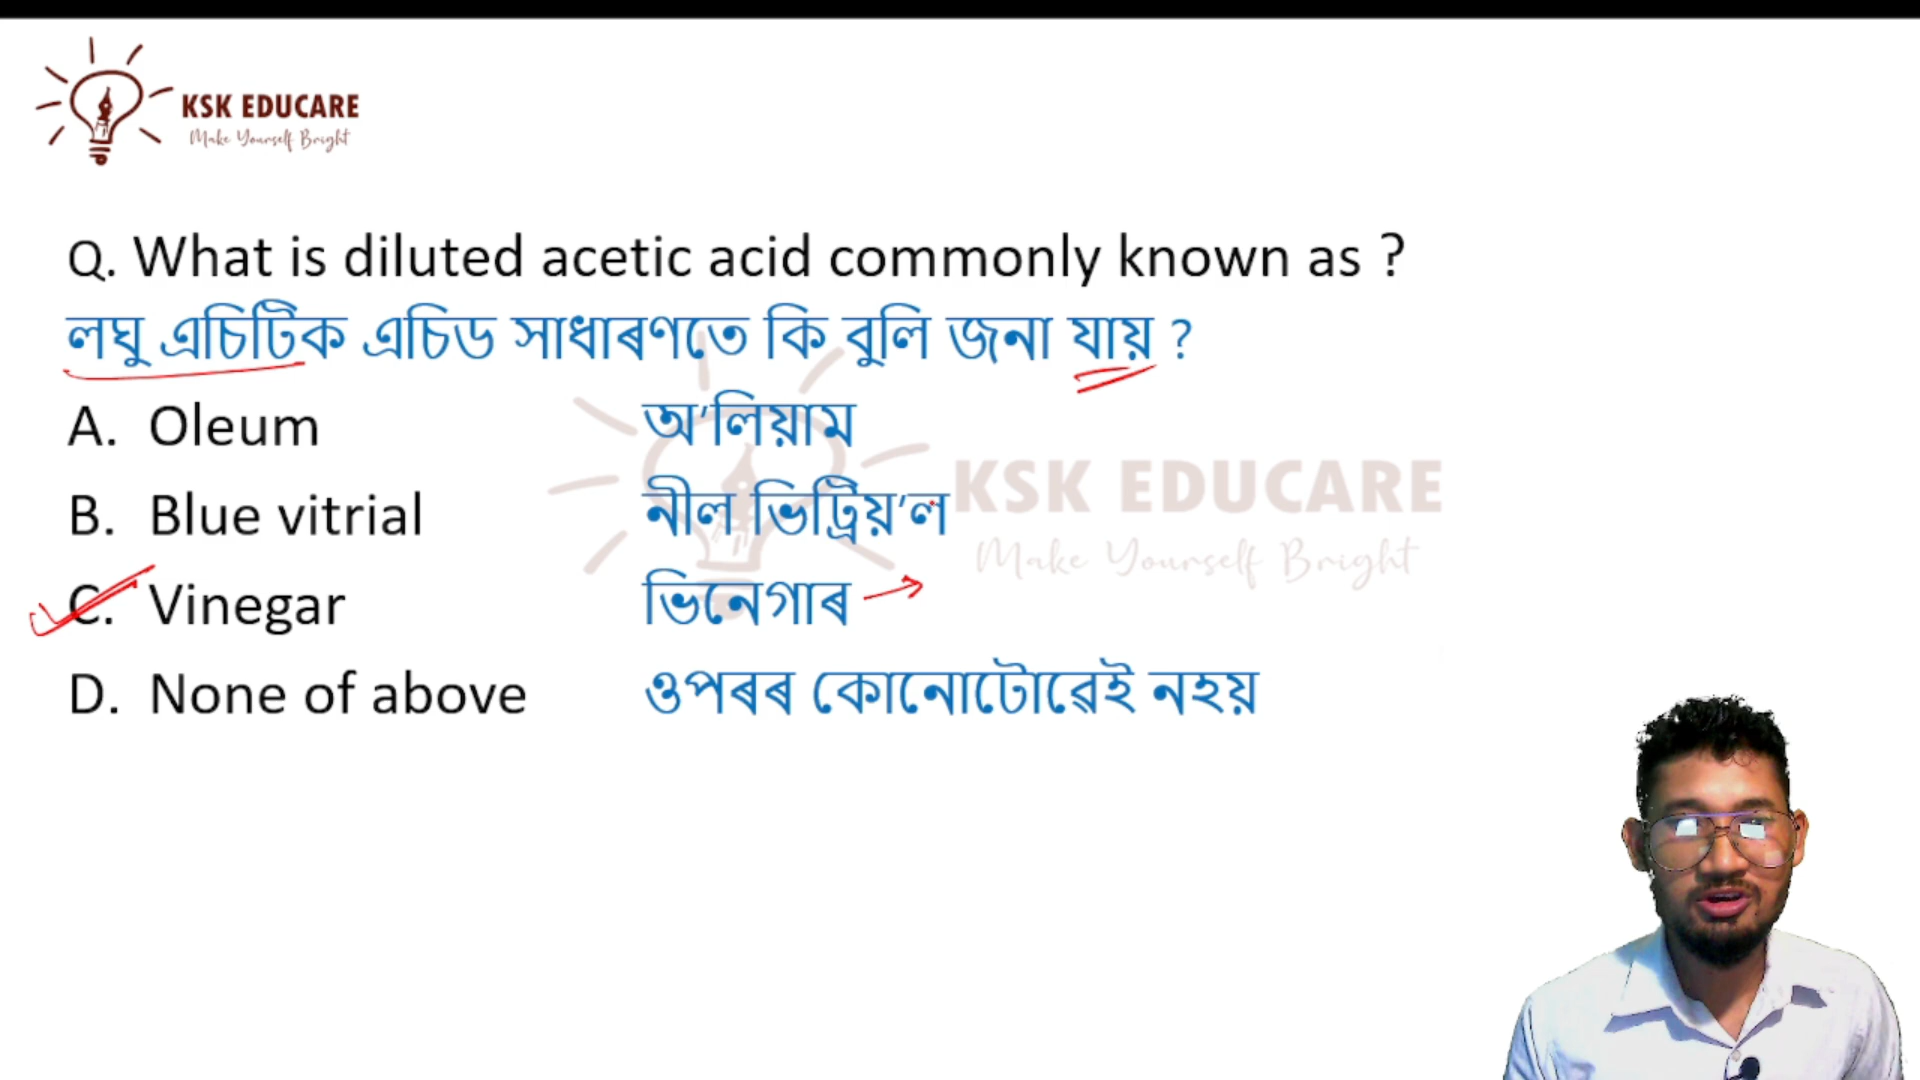 KSK EDUCARE
Make Yourself Bright
Q. What is diluted acetic acid commonly known as ?
লঘু এচিটিক এচিড সাধাৰণতে কি বুলি জনা যায় ?
A. Oleum অ’লিয়াম
B. Blue vitrial নীল ভিট্ৰিয়’ল
C. Vinegar ভিনেগাৰ
D. None of above ওপৰৰ কোনোটোৱেই নহয়
KSK EDUCARE
Make Yourself Bright